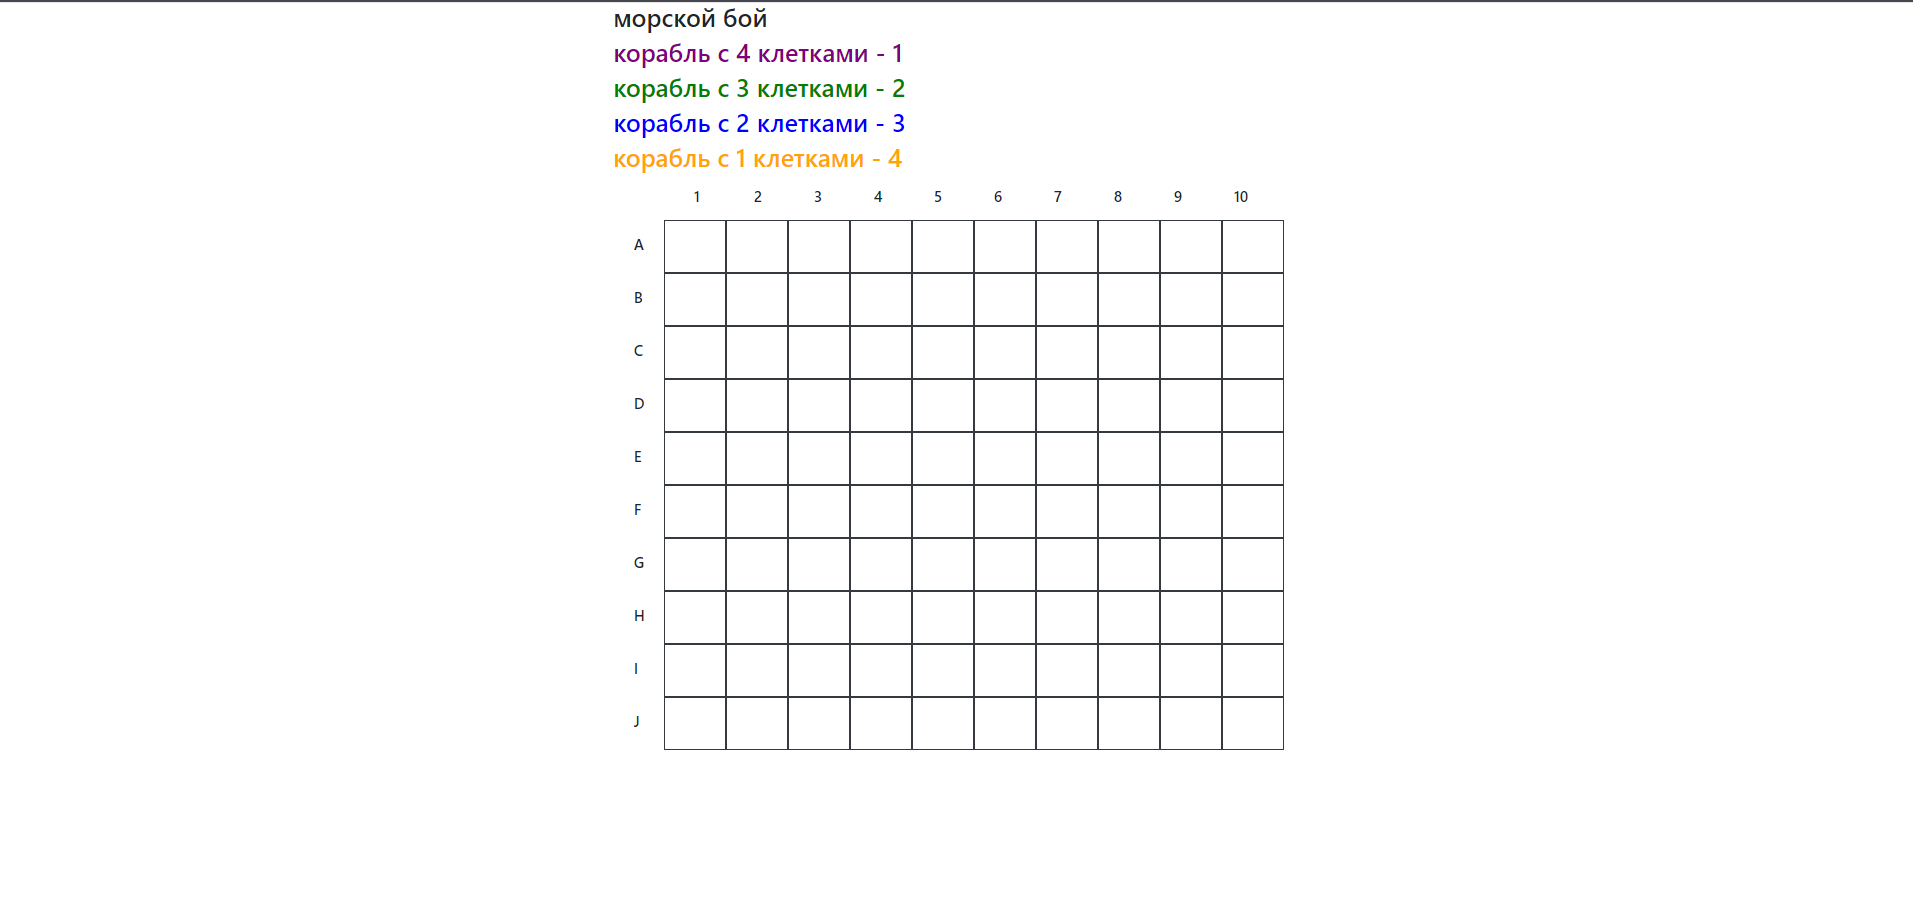 морской бой
корабль с 4 клетками - 1
корабль с 3 клетками - 2
корабль с 2 клетками - 3
корабль с 1 клетками - 4
1 2 3 4 5 6 7 8 9 10
A
B
C
D
E
F
G
H
I
J